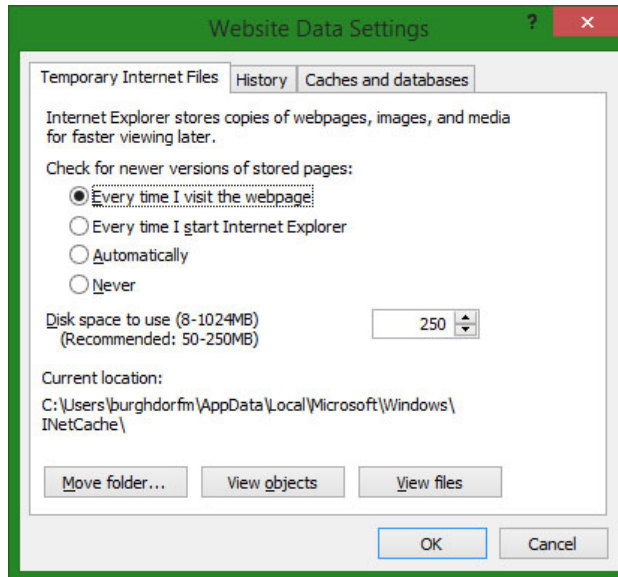 Website Data Settings
?
Temporary Internet Files
History
Caches and databases
Internet Explorer stores copies of webpages, images, and media
for faster viewing later.
Check for newer versions of stored pages:
Every time I visit the webpage
Every time I start Internet Explorer
Automatically
Never
Disk space to use (8-1024MB)
250
(Recommended: 50-250MB)
Current location:
C:\Users\burghdorfm\AppData\Local\Microsoft\Windows\
INetCache\
Move folder...
View objects
View files
OK
Cancel